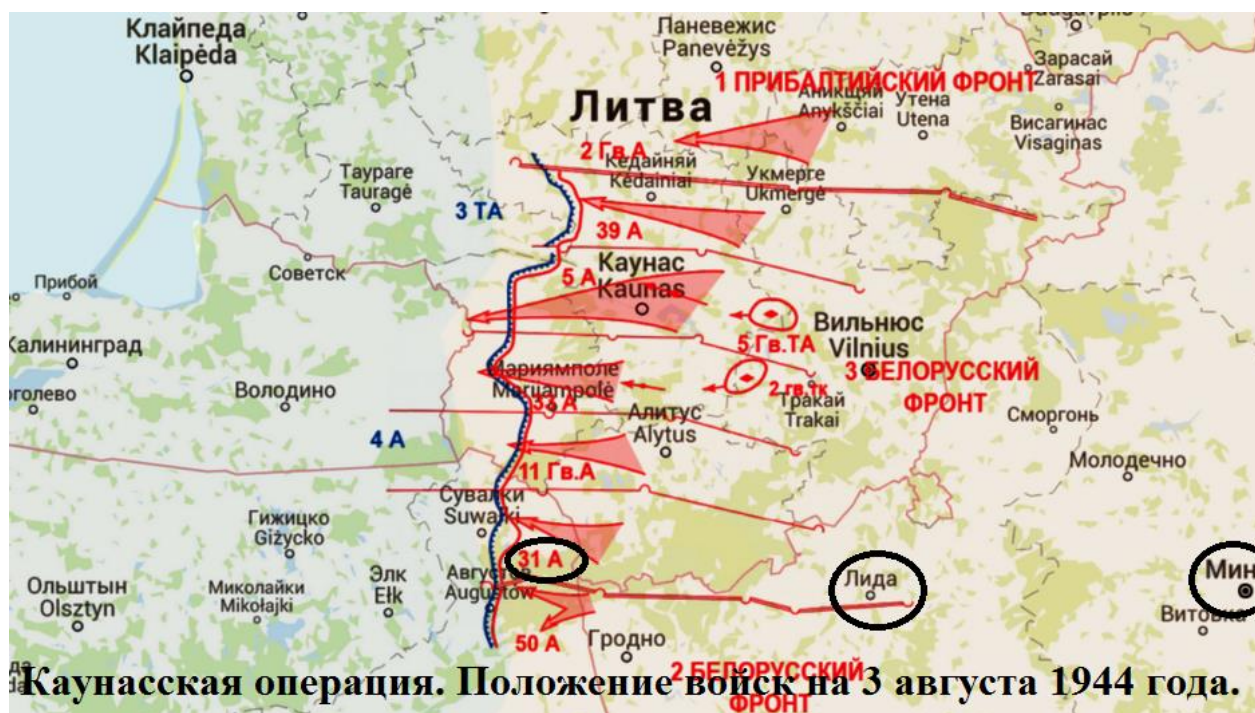 Клайпеда
Klaipėda
Паневежис
Panevėžys
Зарасай
Zarasai
1 ПРИБАЛТИЙСКИЙ ФРОНТ
Литва
Аникщяй
Anykščiai
Утена
Utena
Висагинас
Visaginas
2 Гв.А
Кедайняй
Kėdainiai
Укмерге
Ukmergė
Таураге
Tauragė
3 ТА
39 А
Советск
Прибой
5 А
Каунас
Kaunas
Вильнюс
Vilnius
5 Гв.ТА
Калининград
3 БЕЛОРУССКИЙ
ФРОНТ
Мариямполе
Marijampolė
33 А
2 гв.тк
Тракай
Trakai
Володино
Алитус
Alytus
Сморгонь
4 А
11 Гв.А
Молодечно
Сувалки
Suwałki
Гижицко
Giżycko
31 А
Лида
Мин
Ольштын
Olsztyn
Миколайки
Mikołajki
Элк
Ełk
Августов
Augustów
Витовка
50 А
Гродно
2 БЕЛОРУССКИЙ
ФРОНТ
Каунасская операция. Положение войск на 3 августа 1944 года.